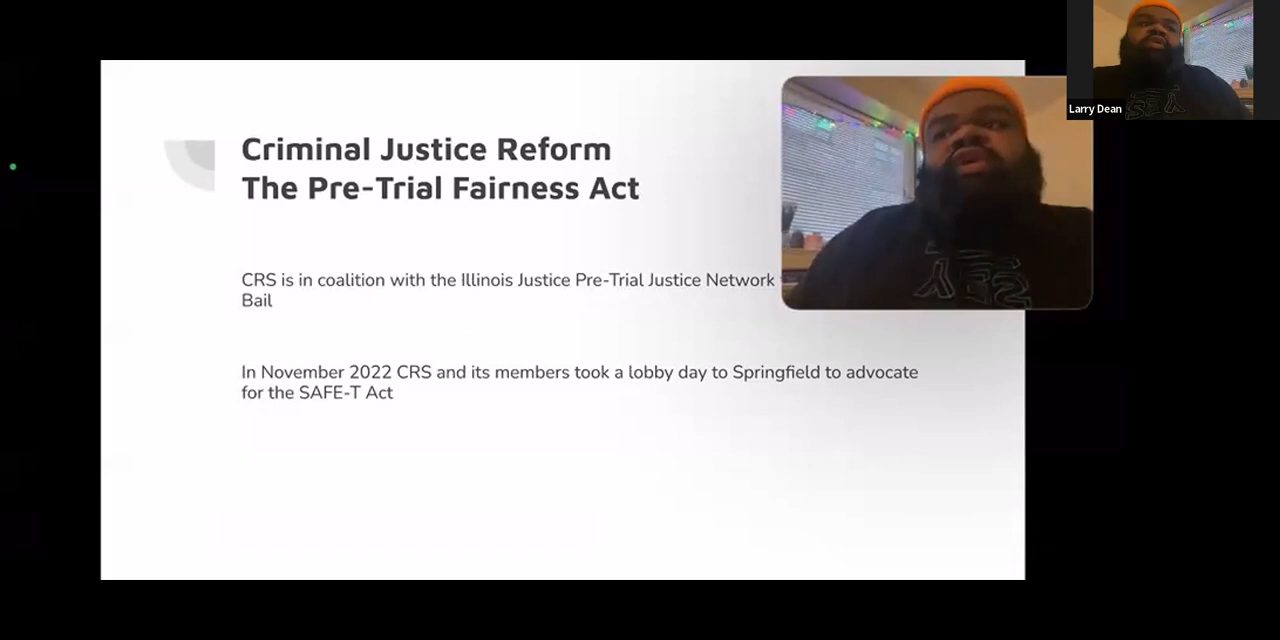 Criminal Justice Reform
The Pre-Trial Fairness Act
CRS is in coalition with the Illinois Justice Pre-Trial Justice Network
Bail
In November 2022 CRS and its members took a lobby day to Springfield to advocate
for the SAFE-T Act
Larry Dean